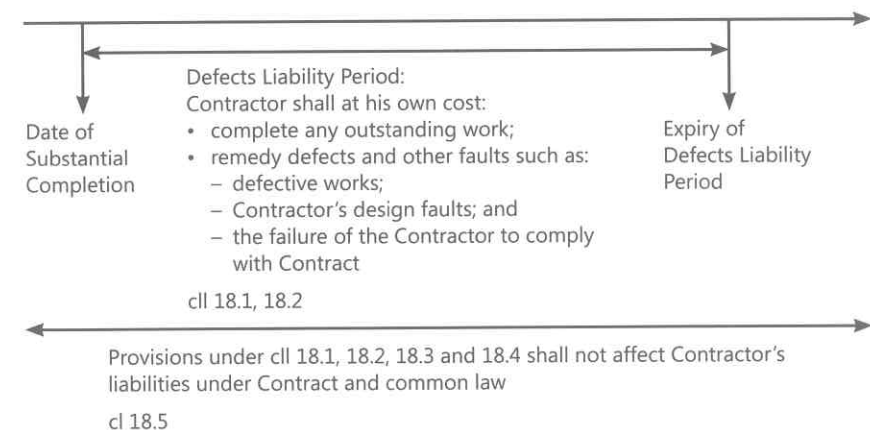 Date of
Substantial
Completion
Defects Liability Period:
Contractor shall at his own cost:
• complete any outstanding work;
• remedy defects and other faults such as:
– defective works;
– Contractor's design faults; and
– the failure of the Contractor to comply
with Contract
cll 18.1, 18.2
Expiry of
Defects Liability
Period
Provisions under cll 18.1, 18.2, 18.3 and 18.4 shall not affect Contractor's
liabilities under Contract and common law
cl 18.5